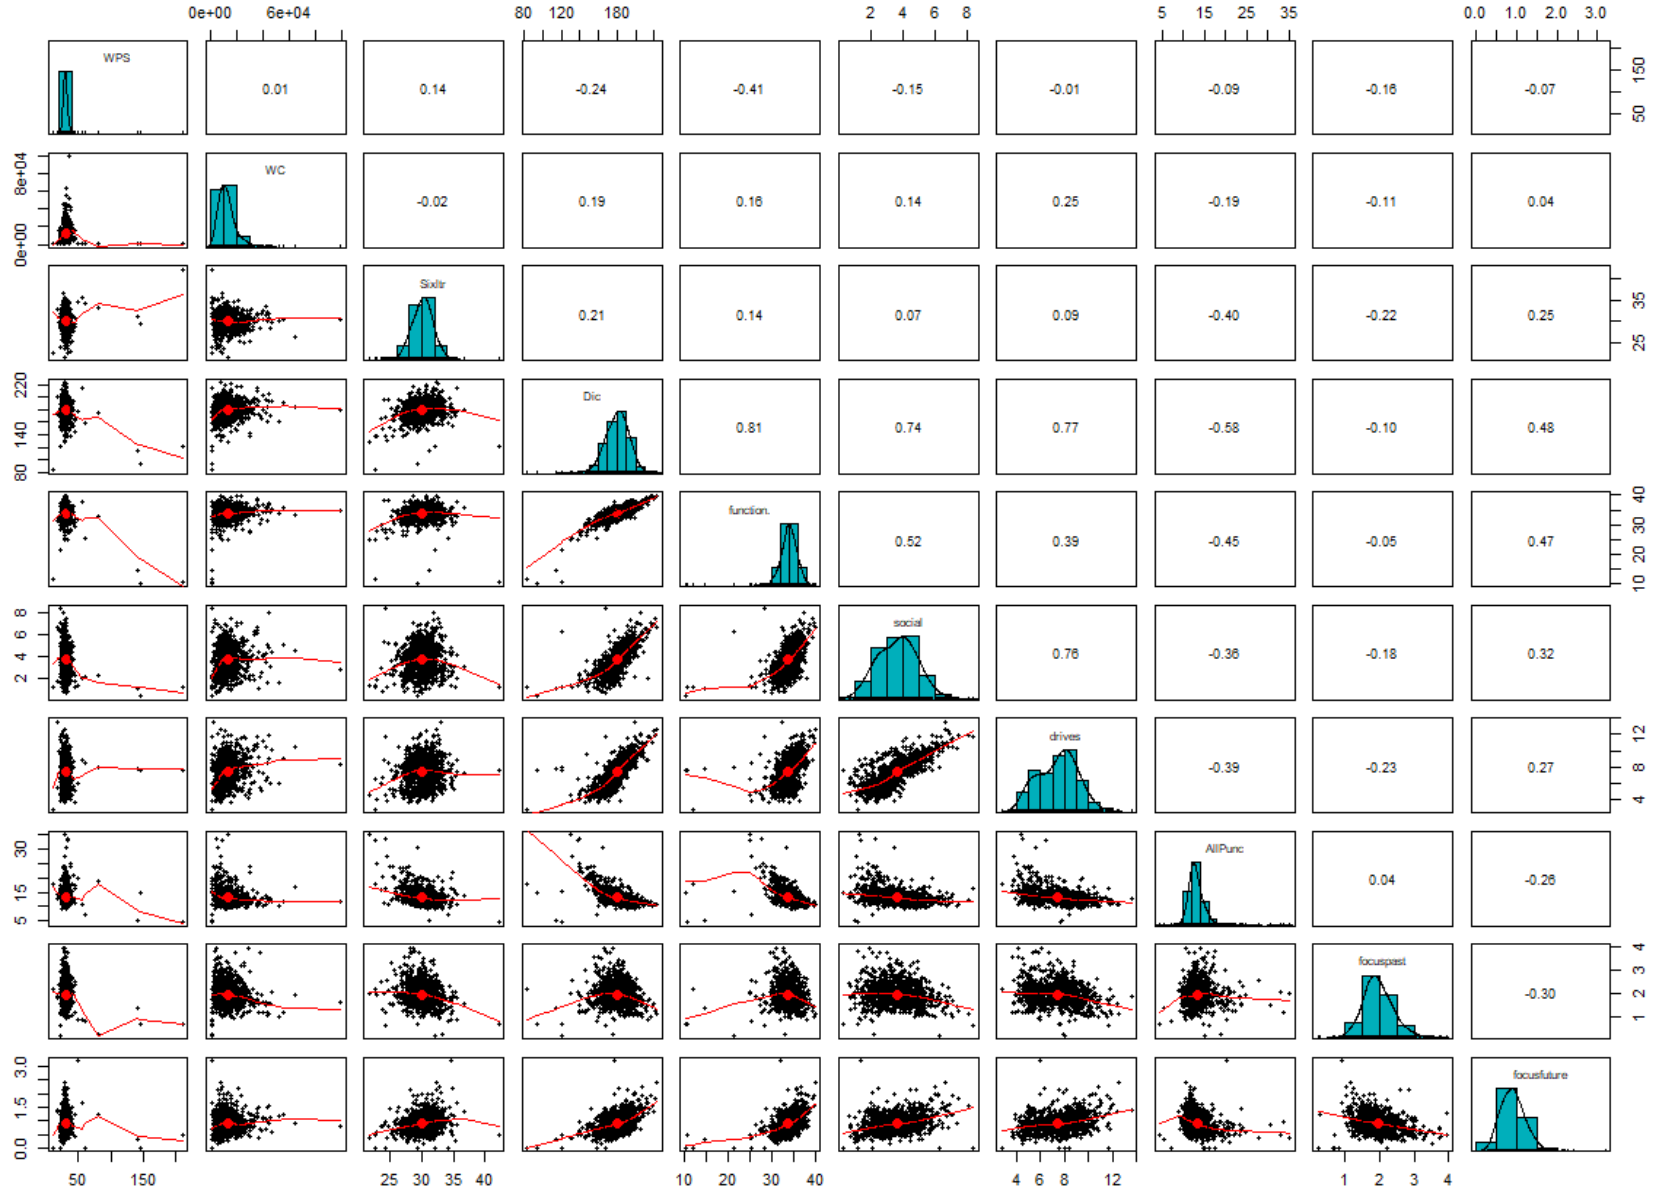 0e+00 6e+04 80 120 180 2 4 6 8 5 15 25 35 0.0 1.0 2.0 3.0
WPS 0.01 0.14 -0.24 -0.41 -0.15 -0.01 -0.09 -0.16 -0.07 50 150
0e+00 8e+04 WC -0.02 0.19 0.16 0.14 0.25 -0.19 -0.11 0.04
Sixltr 0.21 0.14 0.07 0.09 -0.40 -0.22 0.25 25 35
80 140 220 Dic 0.81 0.74 0.77 -0.58 -0.10 0.48
function. 0.52 0.39 -0.45 -0.05 0.47 10 20 30 40
2 4 6 8 social 0.76 -0.36 -0.18 0.32
drives -0.39 -0.23 0.27 4 8 12
5 15 30 AllPunc 0.04 -0.26
focuspast -0.30 1 2 3 4
0.0 1.5 3.0 focusfuture
50 150 25 30 35 40 10 20 30 40 4 6 8 12 1 2 3 4